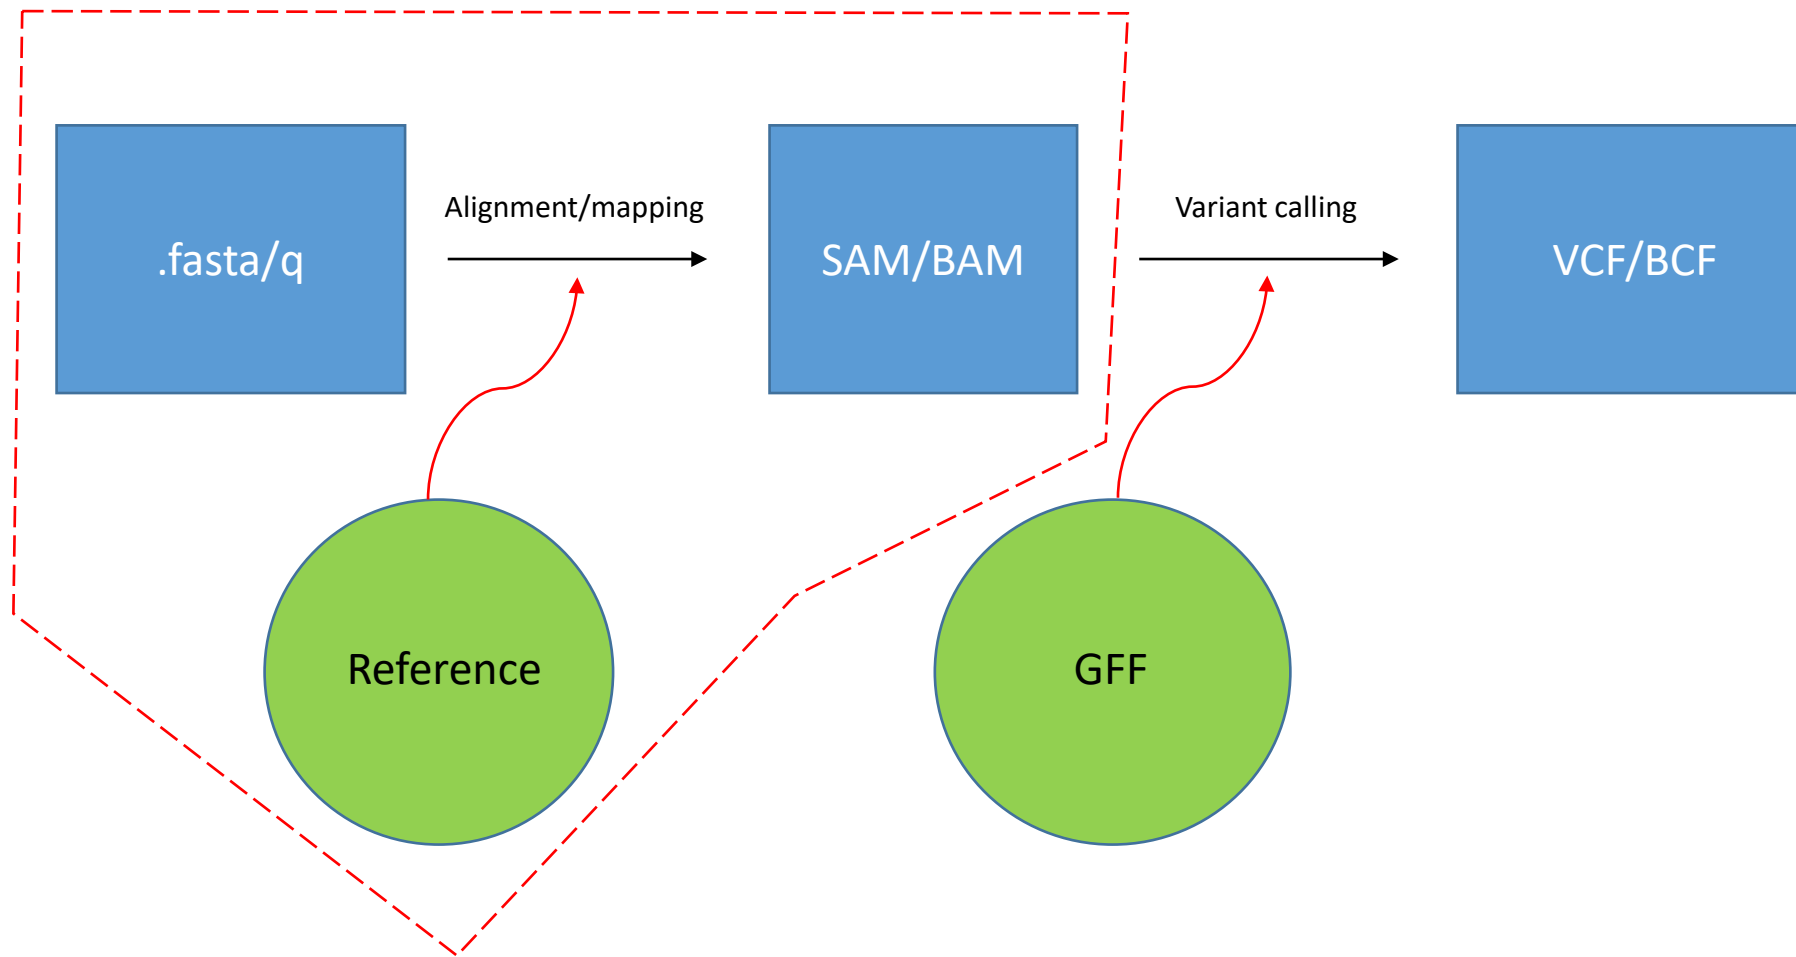 Alignment/mapping
Variant calling
.fasta/q
SAM/BAM
VCF/BCF
Reference
GFF